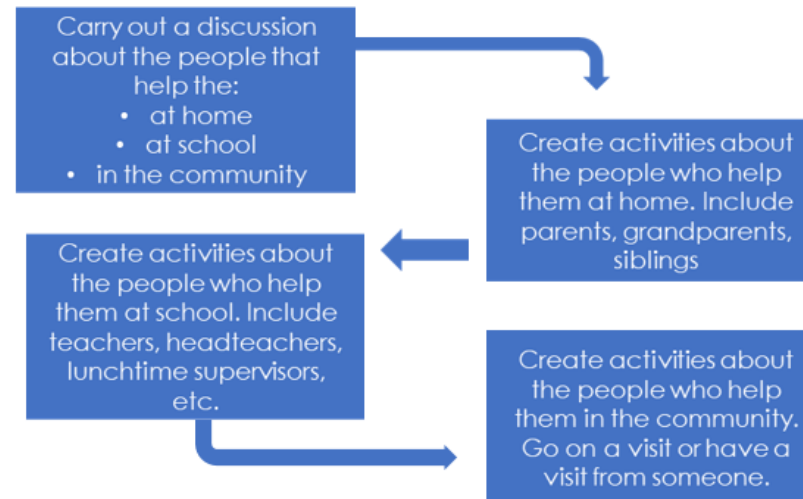 Carry out a discussion
about the people that
help the:
• at home
• at school
• in the community
Create activities about
the people who help
them at home. Include
parents, grandparents,
siblings
Create activities about
the people who help
them at school. Include
teachers, headteachers,
lunchtime supervisors,
etc.
Create activities about
the people who help
them in the community.
Go on a visit or have a
visit from someone.